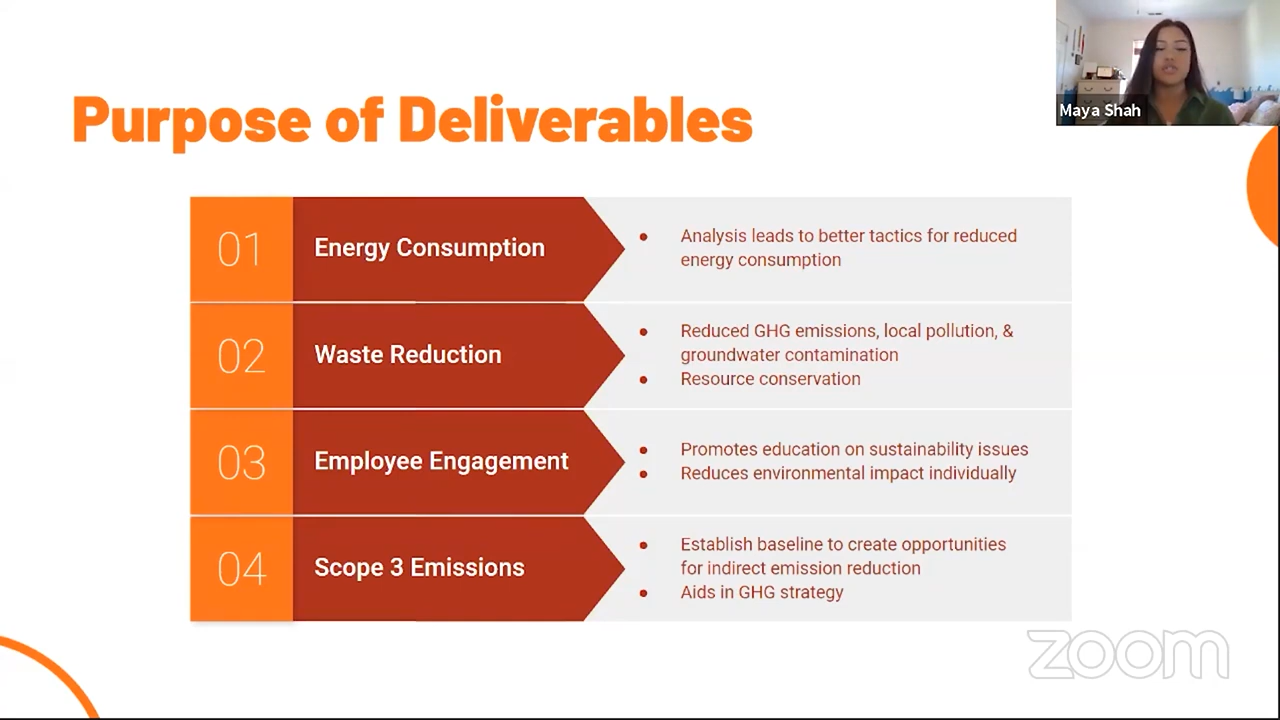 Purpose of Deliverables
Maya Shah
01
Energy Consumption
• Analysis leads to better tactics for reduced
energy consumption
02
Waste Reduction
• Reduced GHG emissions, local pollution, &
groundwater contamination
• Resource conservation
03
Employee Engagement
• Promotes education on sustainability issues
• Reduces environmental impact individually
04
Scope 3 Emissions
• Establish baseline to create opportunities
for indirect emission reduction
• Aids in GHG strategy
zoom